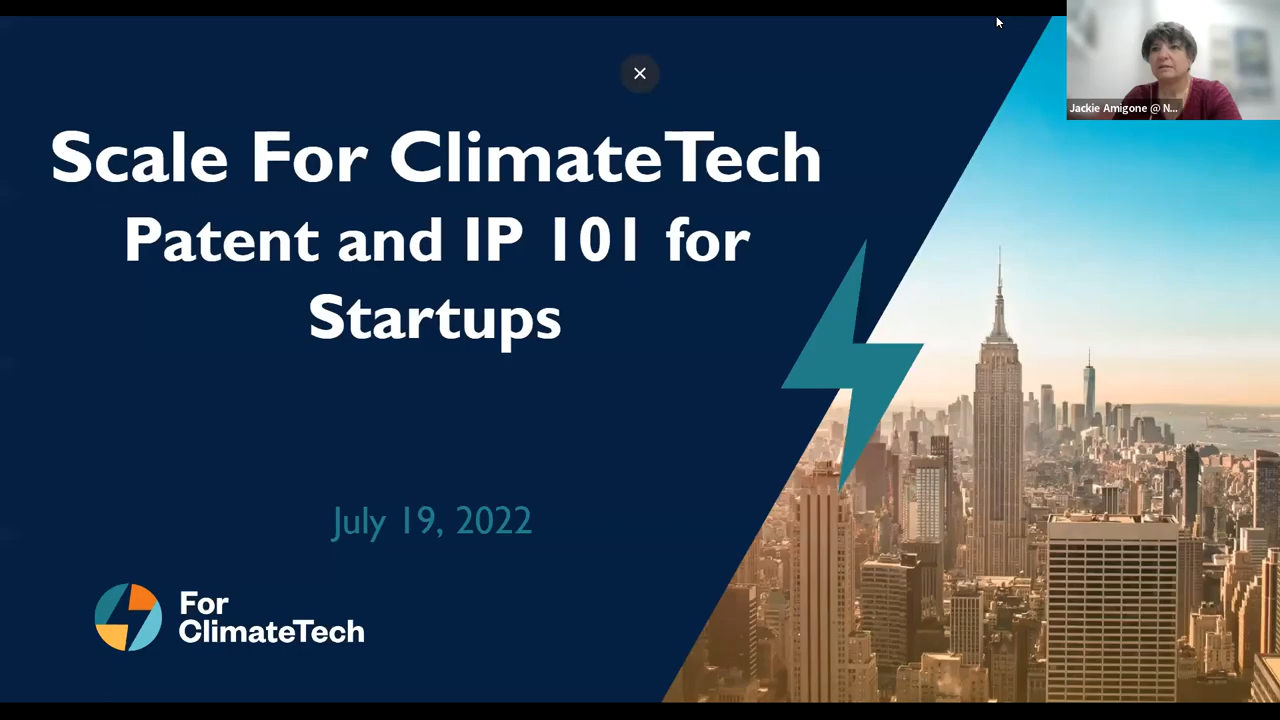 Scale For ClimateTech
Patent and IP 101 for
Startups
July 19, 2022
For
ClimateTech
Jackie Amigone @ N...